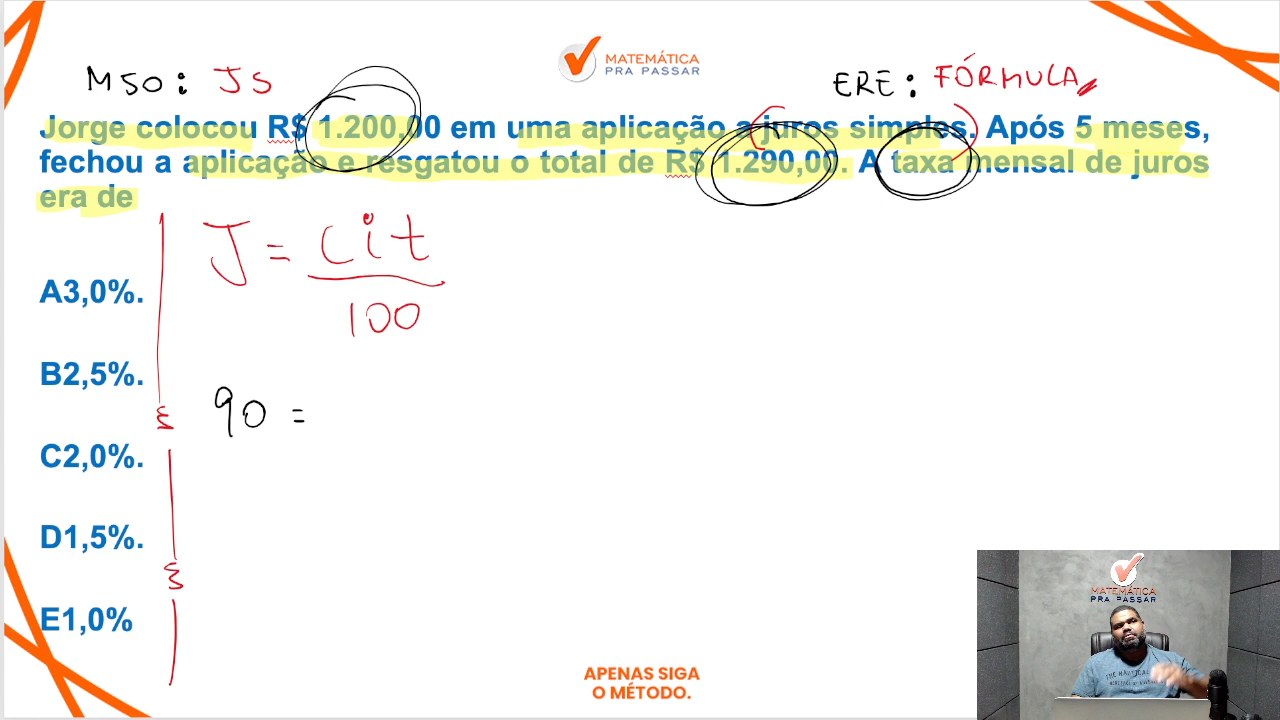 MATEMÁTICA
PRA PASSAR
M50: JS
ERE: FÓRMULA
Jorge colocou R$ 1.200,00 em uma aplicação a juros simples. Após 5 meses,
fechou a aplicação e resgatou o total de R$ 1.290,00. A taxa mensal de juros
era de
J = cit
100
A3,0%.
B2,5%.
90 =
C2,0%.
D1,5%.
E1,0%
MATEMÁTICA
PRA PASSAR
APENAS SIGA
O MÉTODO.